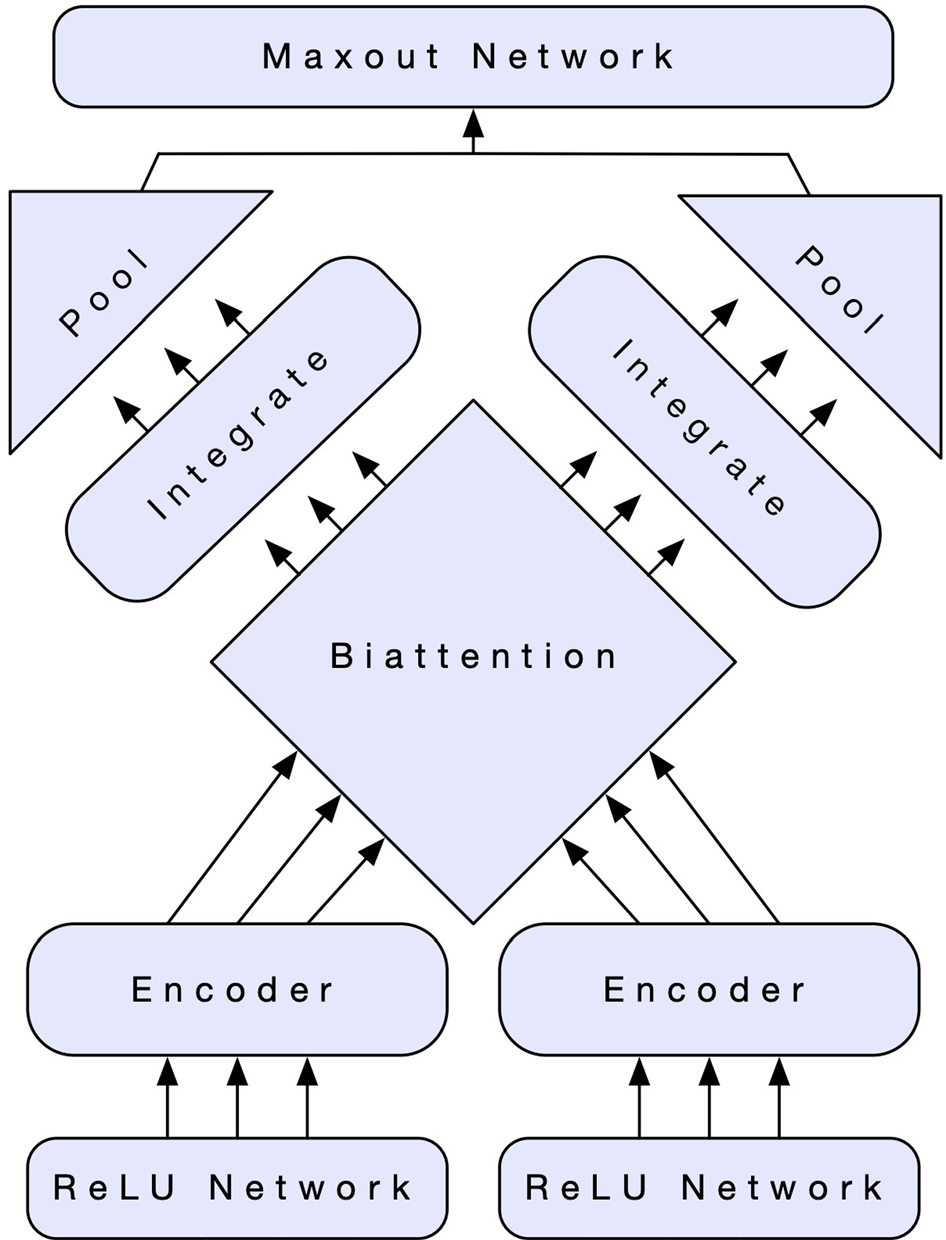 Maxout Network
Pool
Pool
Integrate
Integrate
Biattention
Encoder
Encoder
ReLU Network
ReLU Network